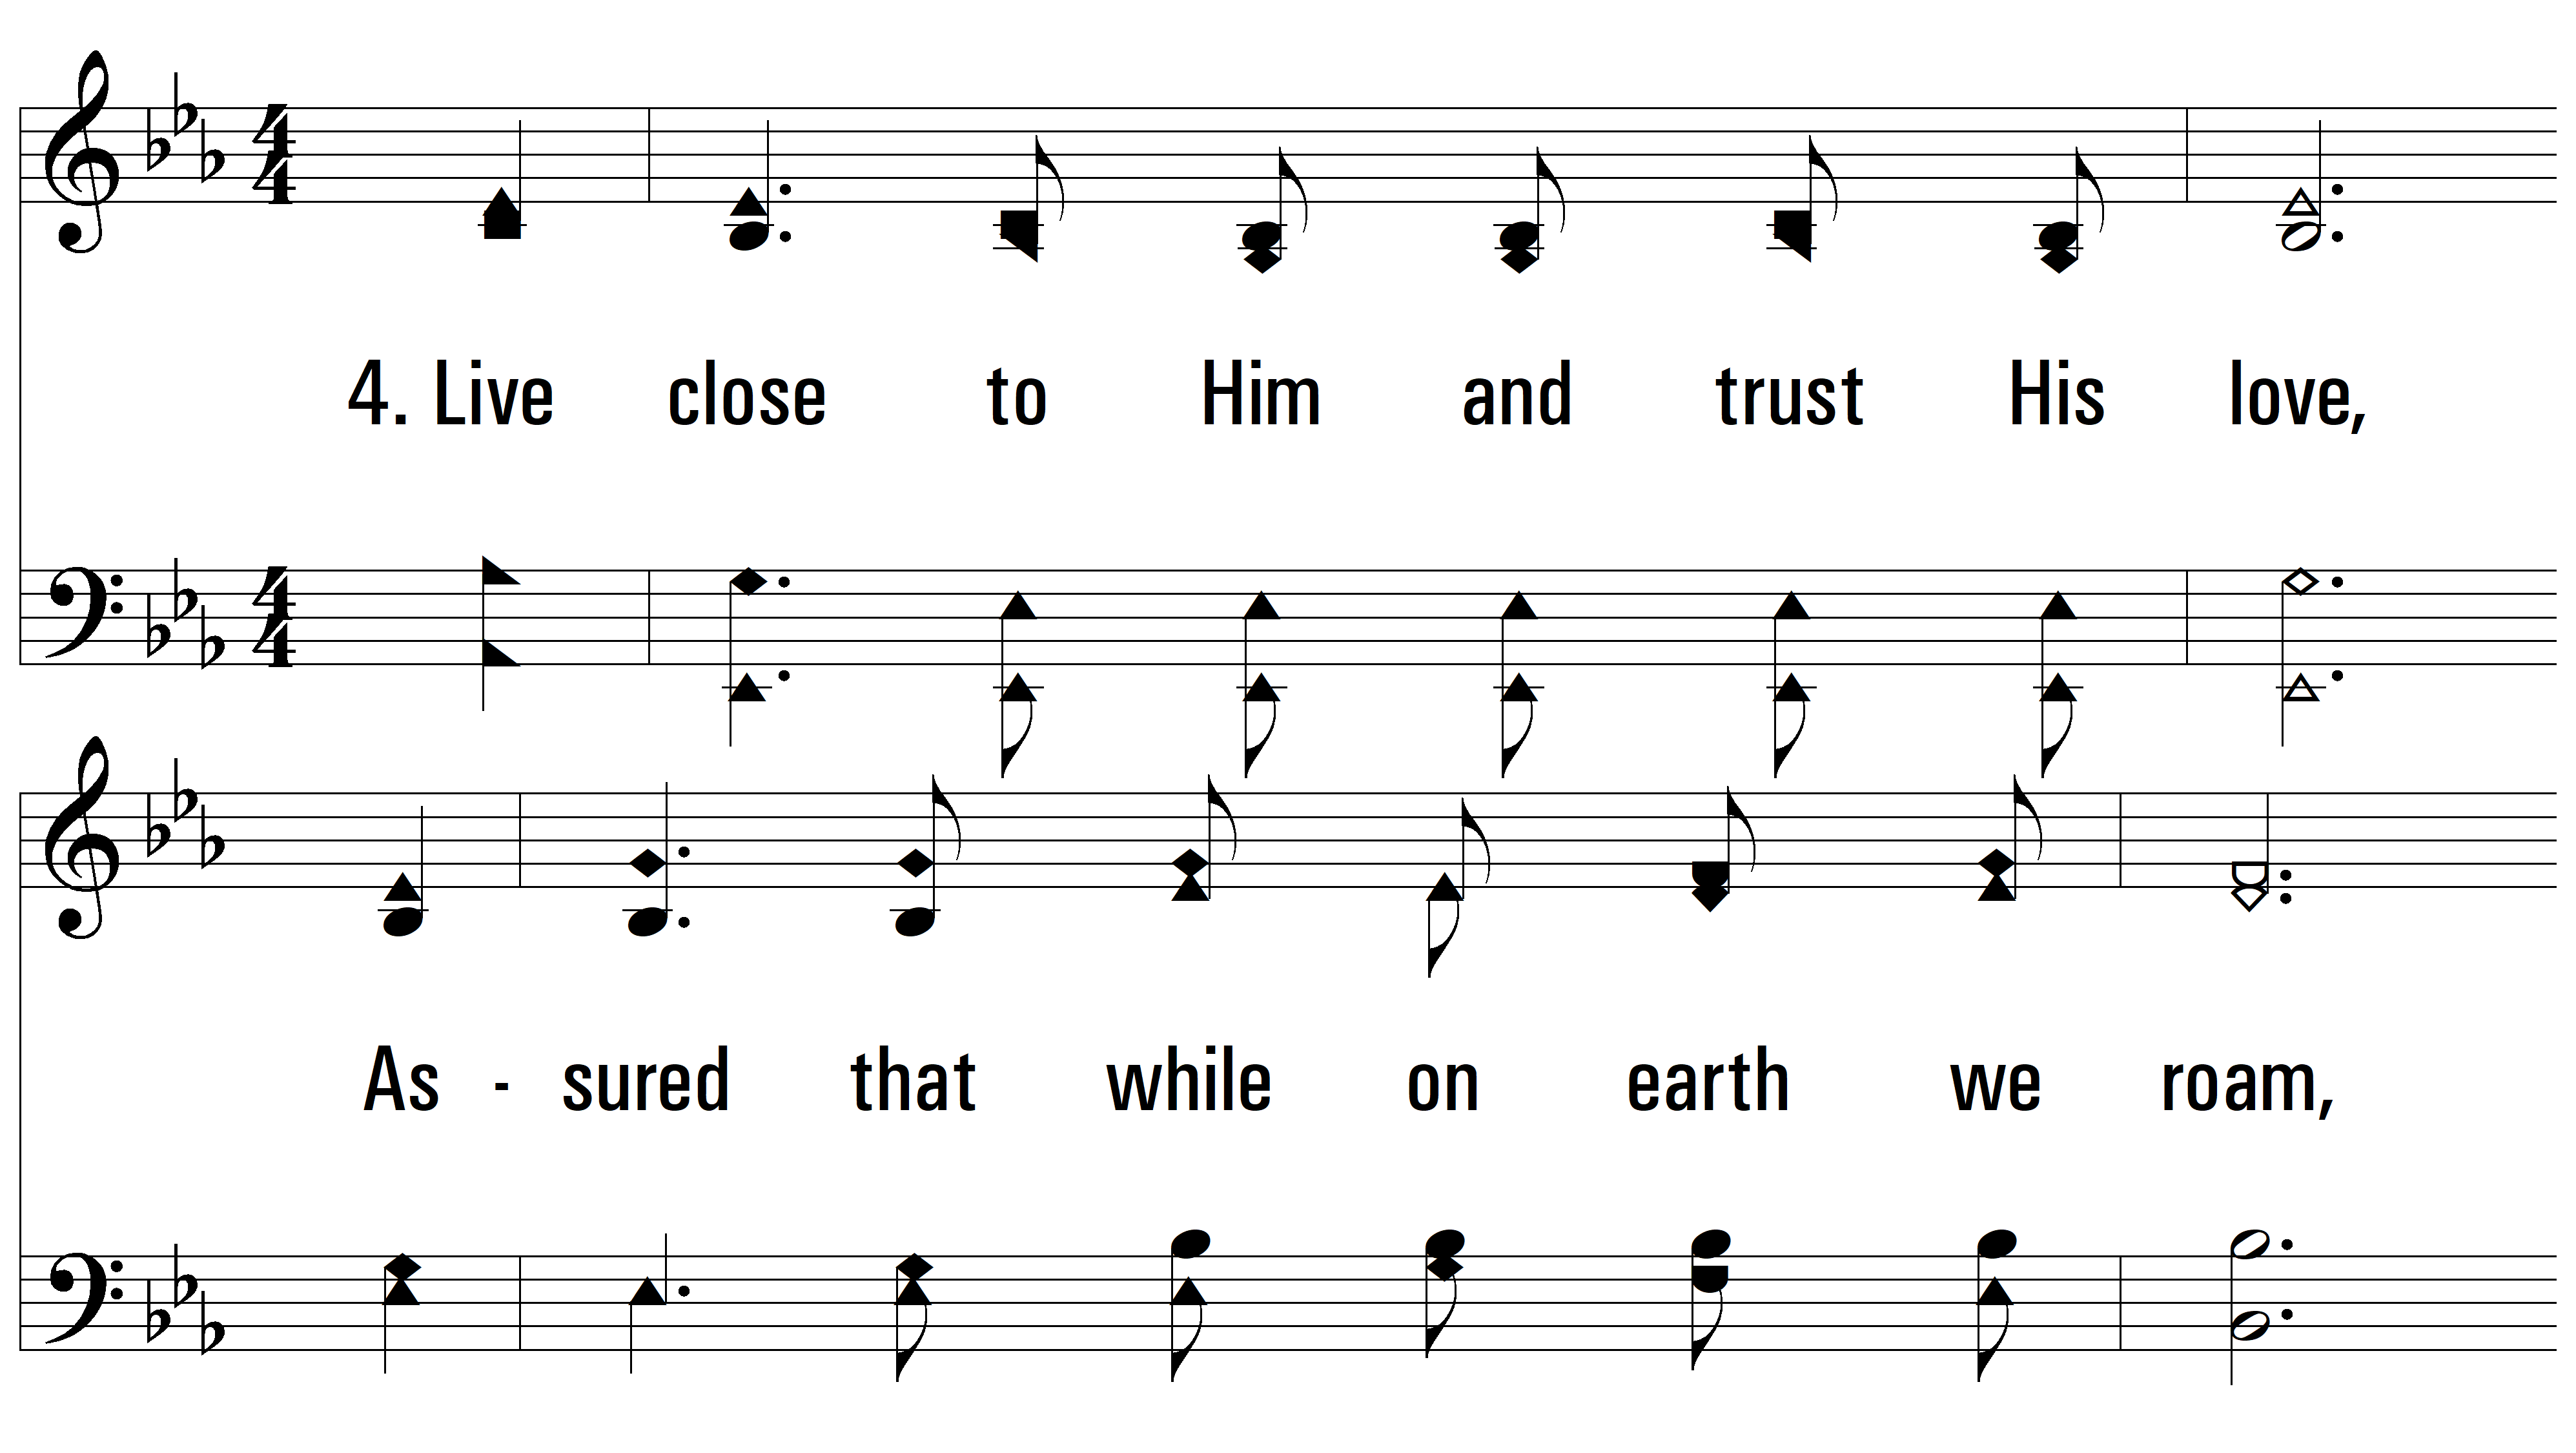 4. Live close to Him and trust His love,
As - sured that while on earth we roam,